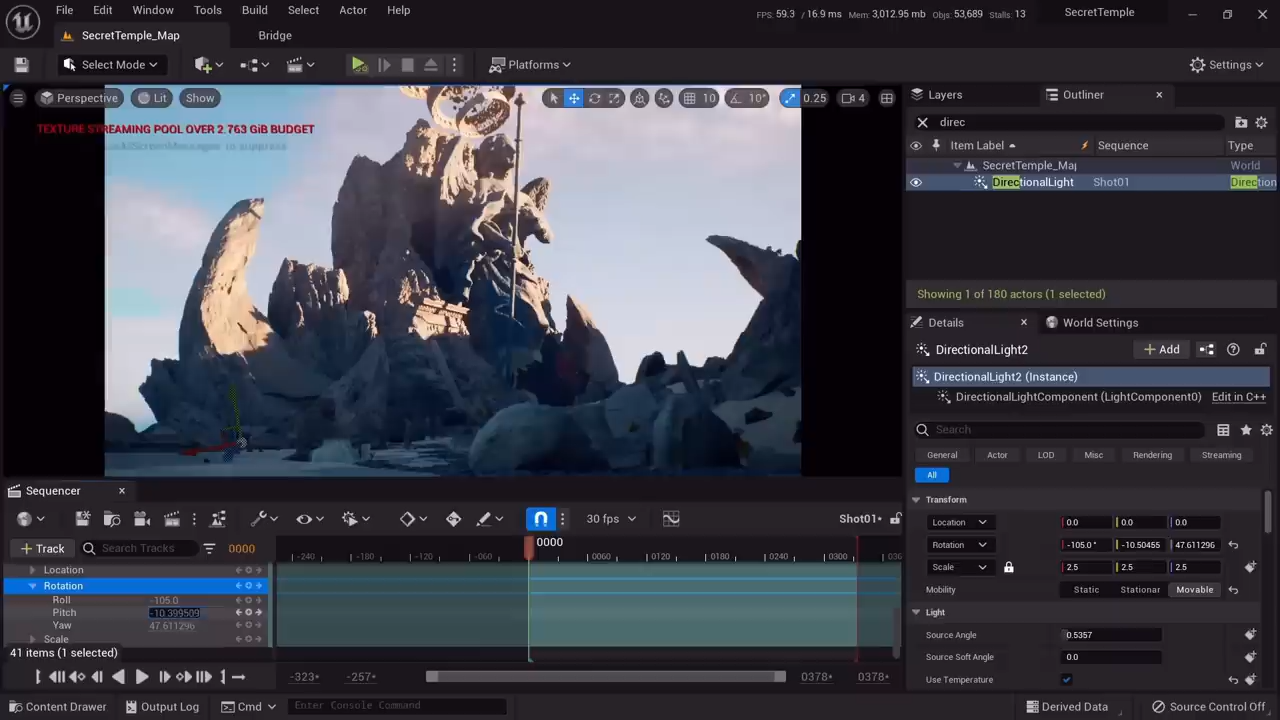 File Edit Window Tools Build Select Actor Help
FPS: 59.3 / 16.9 ms Mem: 3,012.95 mb Objs: 53,689 Stalls: 13
SecretTemple
SecretTemple_Map
Bridge
Select Mode
Platforms
Settings
Perspective Lit Show
10 10° 0.25 4
TEXTURE STREAMING POOL OVER 2.763 GiB BUDGET
to suppress
Layers
Outliner
direc
Item Label Sequence Type
SecretTemple_Map World
DirectionalLight Shot01 Direction
Showing 1 of 180 actors (1 selected)
Details
World Settings
DirectionalLight2
Add
DirectionalLight2 (Instance)
DirectionalLightComponent (LightComponent0) Edit in C++
Search
General Actor LOD Misc Rendering Streaming
All
Transform
Location 0.0 0.0 0.0
Rotation -105.0° -10.50455 47.611296
Scale 2.5 2.5 2.5
Mobility Static Stationar Movable
Light
Source Angle 0.5357
Source Soft Angle 0.0
Use Temperature
Sequencer
30 fps
Shot01*
Track
Search Tracks
0000
0000
-240 -180 -120 -060 0060 0120 0180 0240 0300 036
Location
Rotation
Roll -105.0
Pitch -10.399509
Yaw 47.611296
Scale
41 items (1 selected)
-323* -257* 0378* 0378*
Content Drawer
Output Log
Cmd
Enter Console Command
Derived Data
Source Control Off